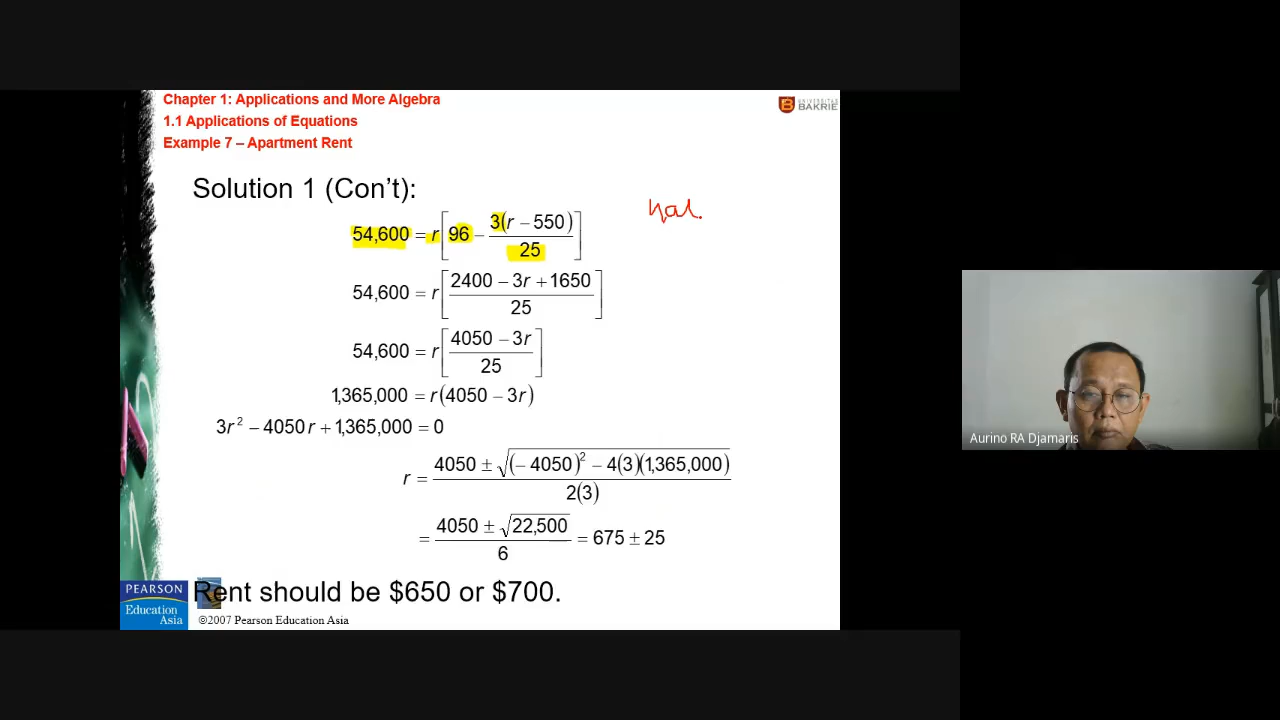 Chapter 1: Applications and More Algebra
1.1 Applications of Equations
Example 7 – Apartment Rent
UNIVERSITAS
BAKRIE
Solution 1 (Con't):
54,600 = r[96 − 3(r − 550)/25]
54,600 = r[(2400 − 3r + 1650)/25]
54,600 = r[(4050 − 3r)/25]
1,365,000 = r(4050 − 3r)
3r² − 4050r + 1,365,000 = 0
r = (4050 ± √((− 4050)² − 4(3)(1,365,000)))/2(3)
= (4050 ± √22,500)/6 = 675 ± 25
Rent should be $650 or $700.
PEARSON
Education
Asia
©2007 Pearson Education Asia
Aurino RA Djamaris